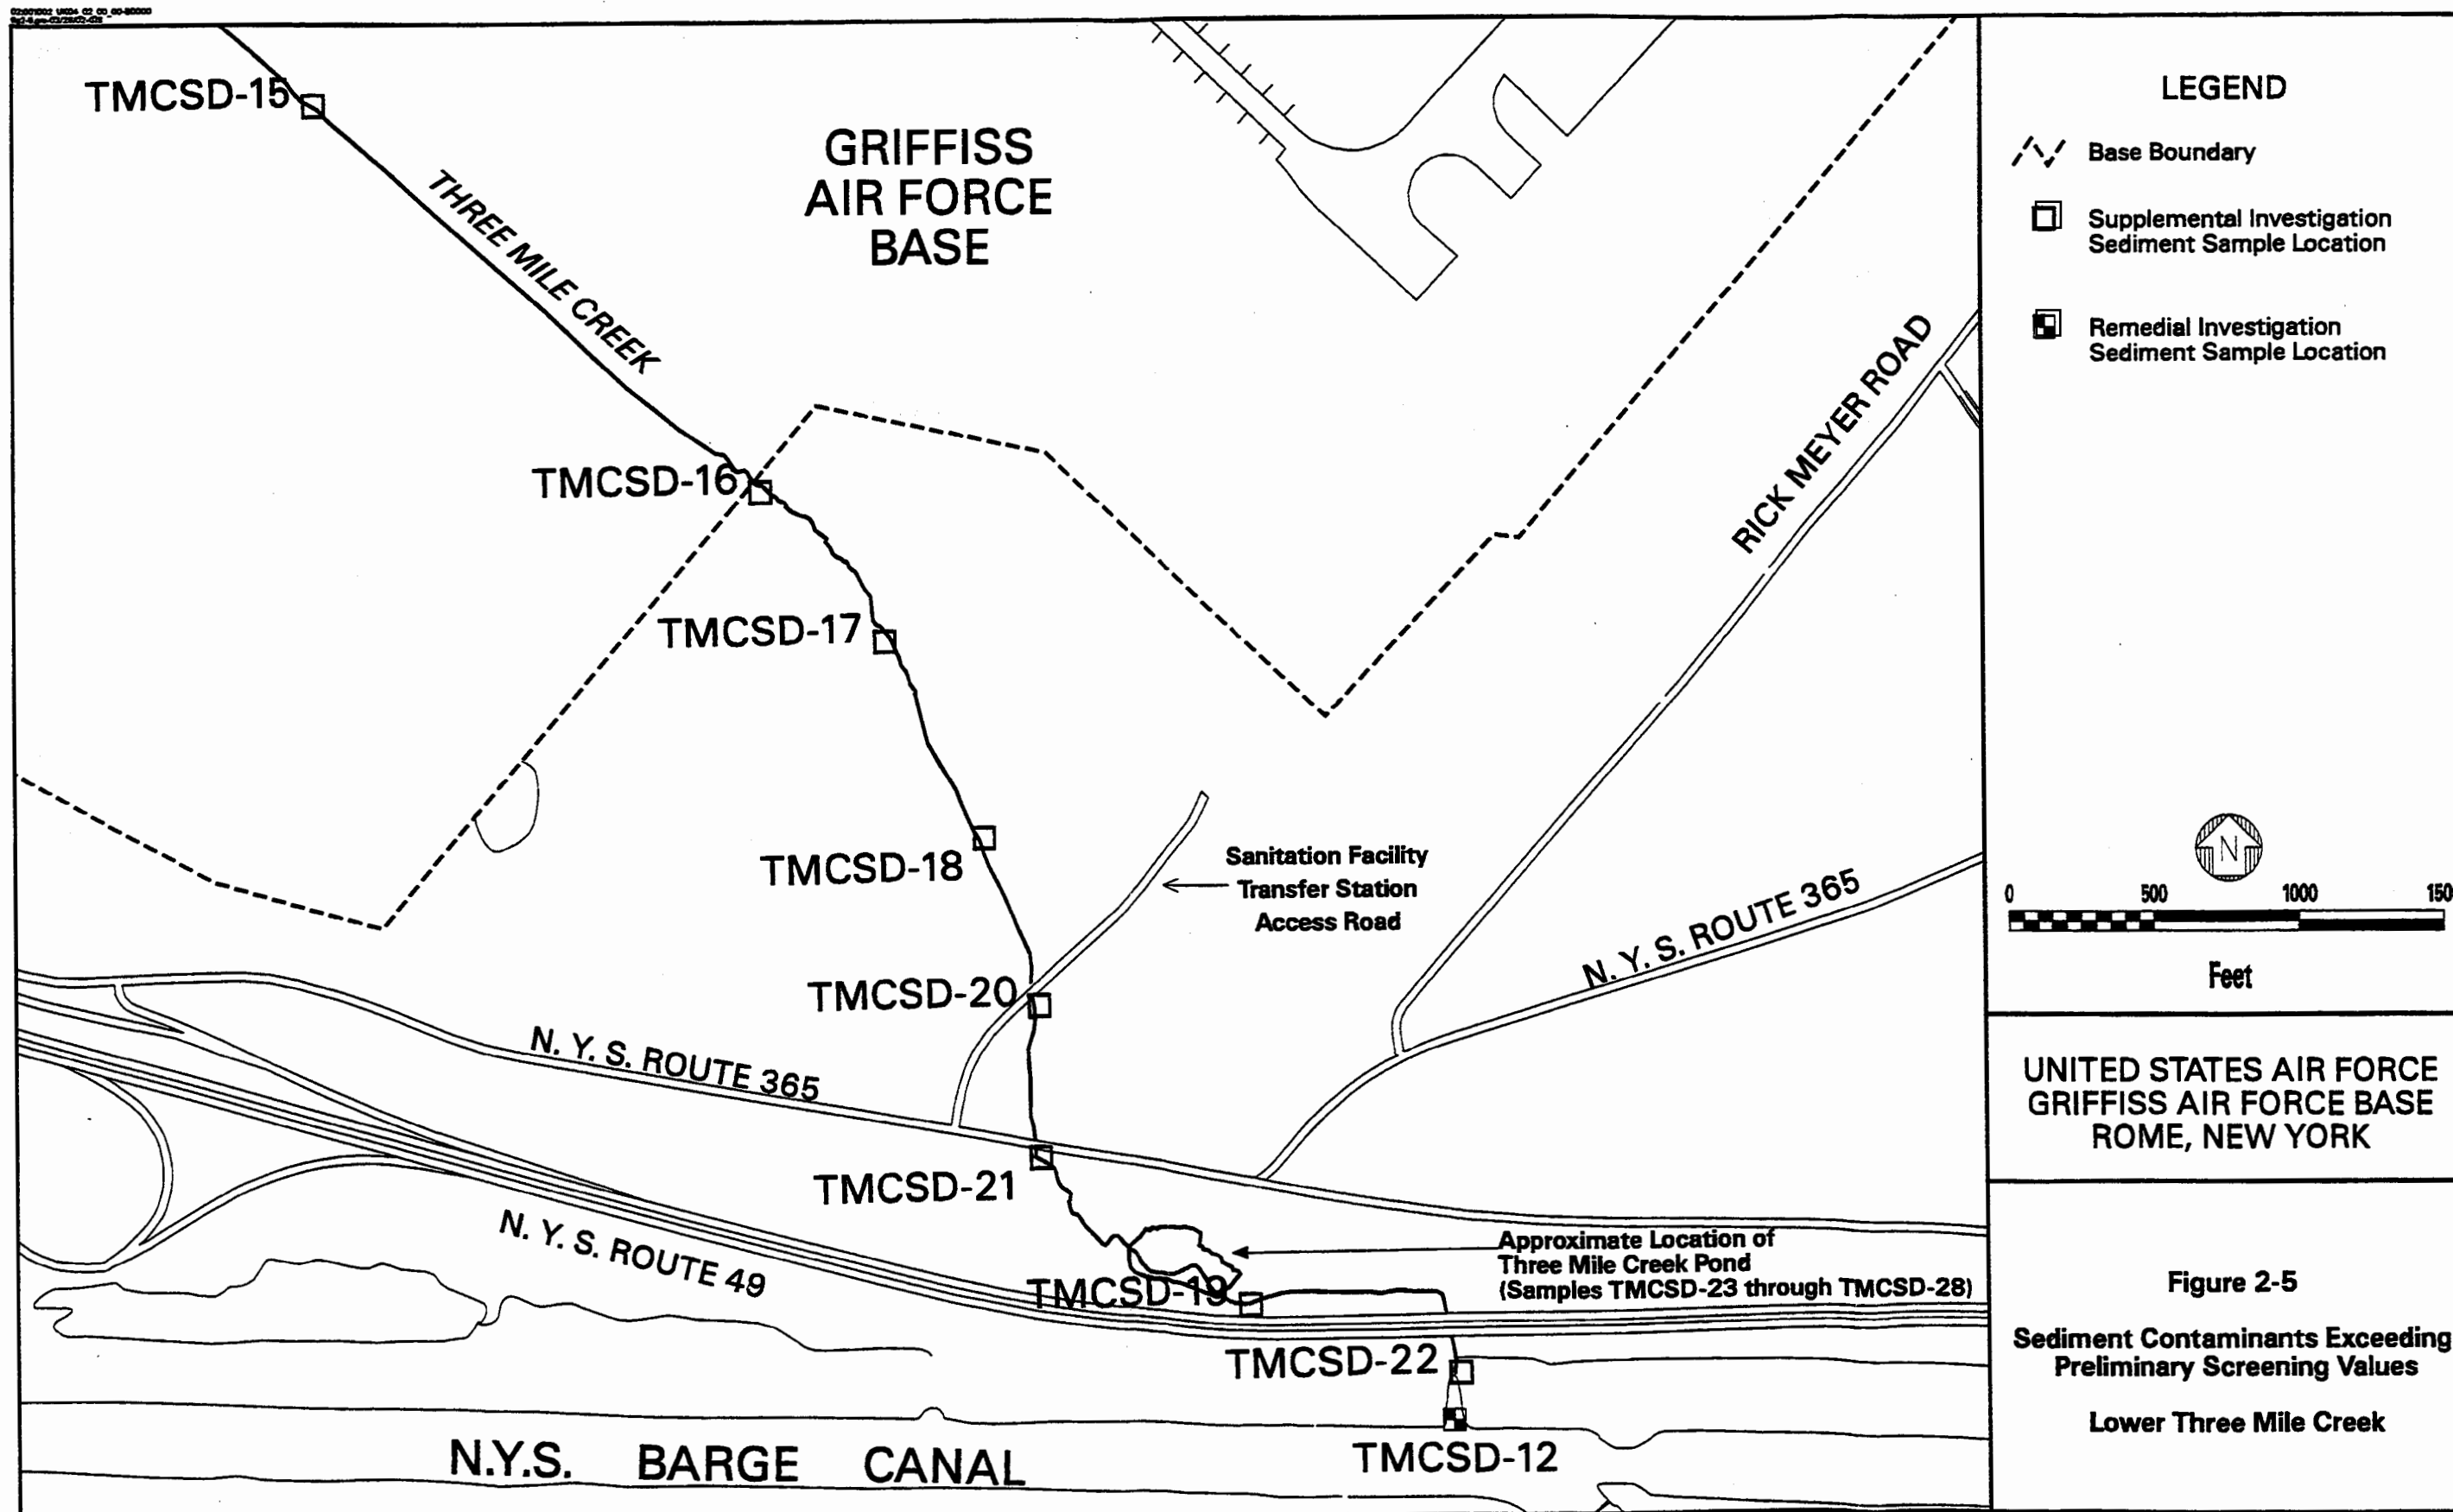 TMCSD-15
GRIFFISS
AIR FORCE
BASE
THREE MILE CREEK
TMCSD-16
TMCSD-17
RICK MEYER ROAD
TMCSD-18
Sanitation Facility
Transfer Station
Access Road
N. Y. S. ROUTE 365
TMCSD-20
N. Y. S. ROUTE 365
TMCSD-21
N. Y. S. ROUTE 49
Approximate Location of
Three Mile Creek Pond
(Samples TMCSD-23 through TMCSD-28)
TMCSD-19
TMCSD-22
TMCSD-12
N.Y.S. BARGE CANAL
LEGEND
Base Boundary
Supplemental Investigation
Sediment Sample Location
Remedial Investigation
Sediment Sample Location
N
0 500 1000 150
Feet
UNITED STATES AIR FORCE
GRIFFISS AIR FORCE BASE
ROME, NEW YORK
Figure 2-5
Sediment Contaminants Exceeding
Preliminary Screening Values
Lower Three Mile Creek